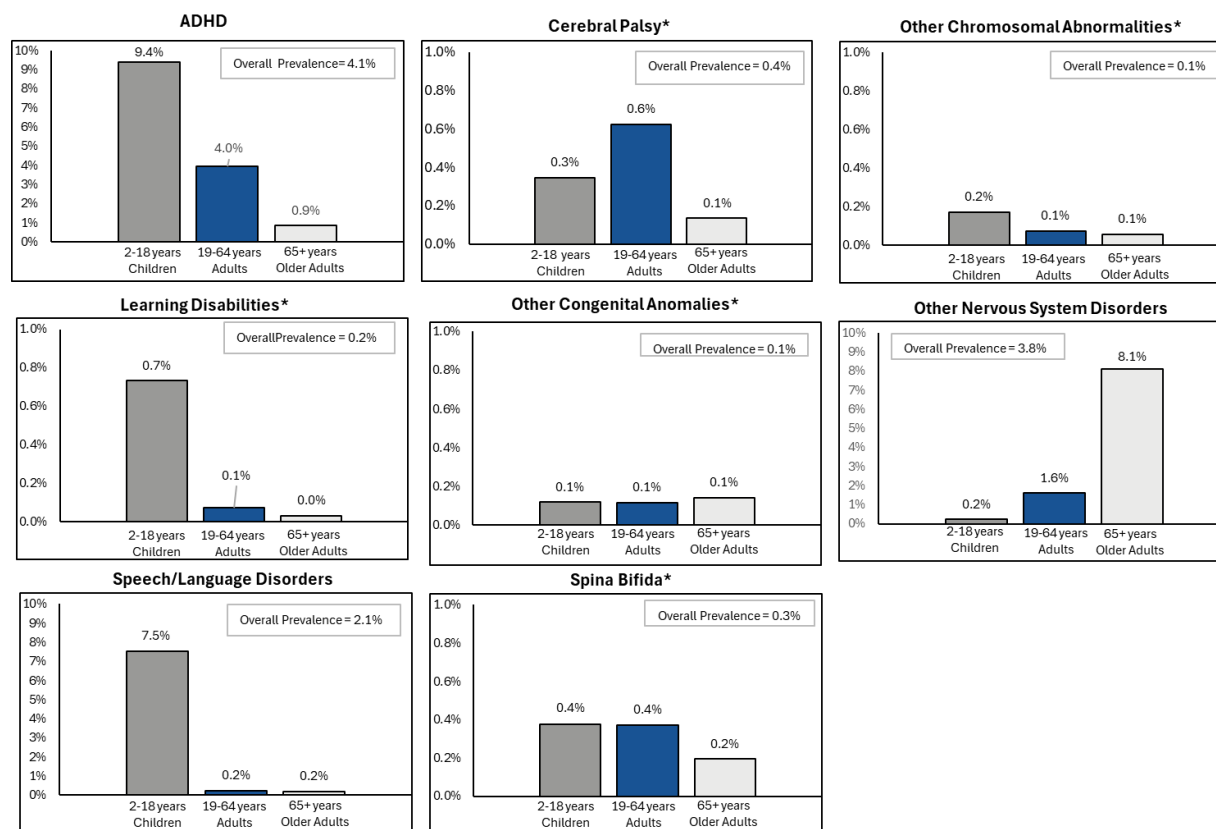 ADHD
10%
9%
8%
7%
6%
5%
4%
3%
2%
1%
0%
Overall Prevalence= 4.1%
9.4%
4.0%
0.9%
2-18 years 19-64 years 65+ years
Children Adults Older Adults
Cerebral Palsy*
1.0%
0.8%
0.6%
0.4%
0.2%
0.0%
Overall Prevalence = 0.4%
0.3%
0.6%
0.1%
2-18 years 19-64 years 65+ years
Children Adults Older Adults
Other Chromosomal Abnormalities*
1.0%
0.8%
0.6%
0.4%
0.2%
0.0%
Overall Prevalence = 0.1%
0.2%
0.1%
0.1%
2-18 years 19-64 years 65+ years
Children Adults Older Adults
Learning Disabilities*
1.0%
0.8%
0.6%
0.4%
0.2%
0.0%
OverallPrevalence = 0.2%
0.7%
0.1%
0.0%
2-18 years 19-64 years 65+ years
Children Adults Older Adults
Other Congenital Anomalies*
1.0%
0.8%
0.6%
0.4%
0.2%
0.0%
Overall Prevalence = 0.1%
0.1%
0.1%
0.1%
2-18 years 19-64 years 65+ years
Children Adults Older Adults
Other Nervous System Disorders
10%
9%
8%
7%
6%
5%
4%
3%
2%
1%
0%
Overall Prevalence = 3.8%
0.2%
1.6%
8.1%
2-18 years 19-64 years 65+ years
Children Adults Older Adults
Speech/Language Disorders
10%
9%
8%
7%
6%
5%
4%
3%
2%
1%
0%
Overall Prevalence = 2.1%
7.5%
0.2%
0.2%
2-18 years 19-64 years 65+ years
Children Adults Older Adults
Spina Bifida*
1.0%
0.8%
0.6%
0.4%
0.2%
0.0%
Overall Prevalence = 0.3%
0.4%
0.4%
0.2%
2-18 years 19-64 years 65+ years
Children Adults Older Adults